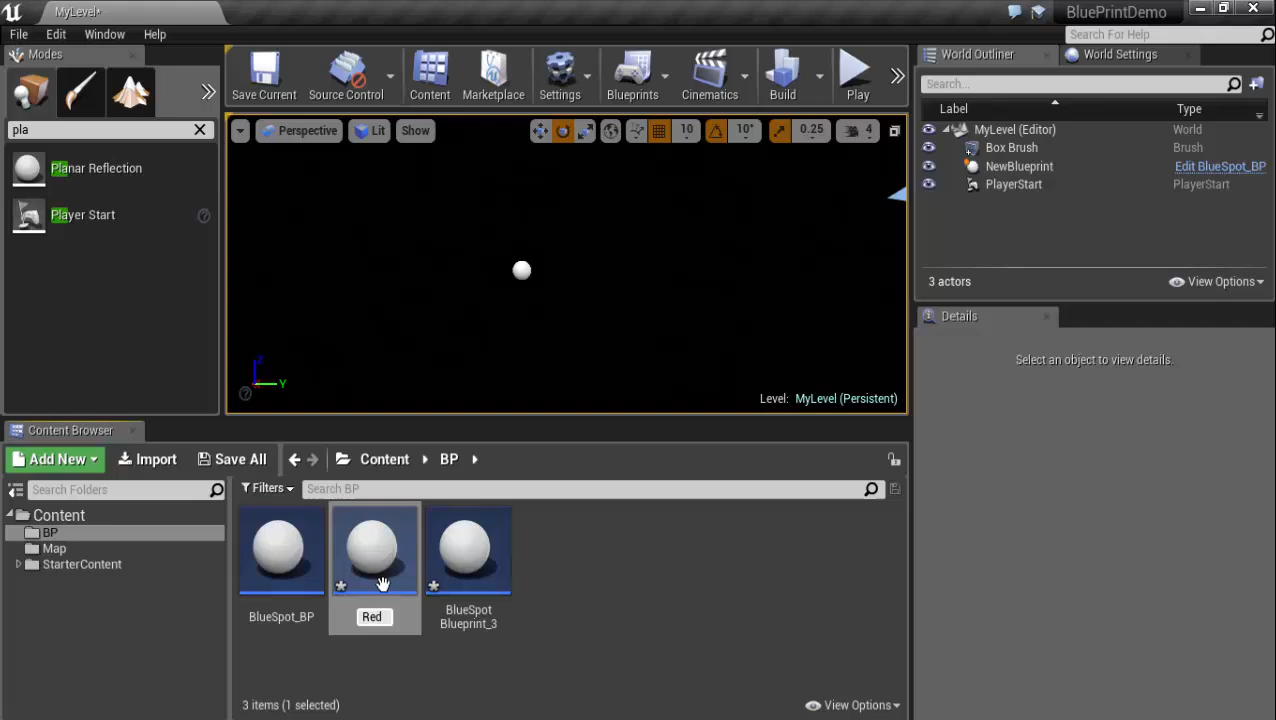 MyLevel*
BluePrintDemo
File Edit Window Help
Search For Help
Modes
Save Current
Source Control
Content
Marketplace
Settings
Blueprints
Cinematics
Build
Play
World Outliner
World Settings
Search...
Label Type
MyLevel (Editor) World
Box Brush Brush
NewBlueprint Edit BlueSpot_BP
PlayerStart PlayerStart
3 actors
View Options
pla
Planar Reflection
Player Start
Perspective
Lit
Show
10
10°
0.25
4
Z
Y
Level: MyLevel (Persistent)
Details
Select an object to view details.
Content Browser
Add New
Import
Save All
Content
BP
Search Folders
Filters
Search BP
Content
BP
Map
StarterContent
BlueSpot_BP
Red
BlueSpot
Blueprint_3
3 items (1 selected)
View Options